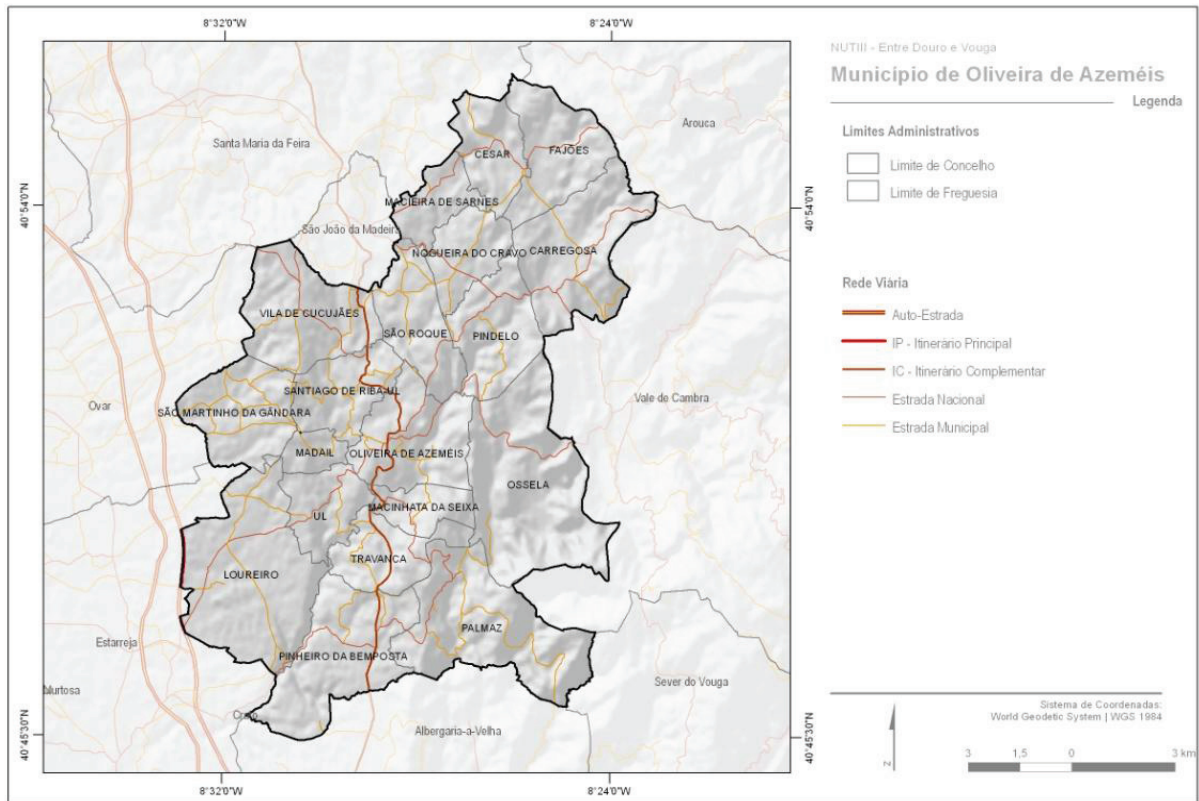 8°32'0"W
8°24'0"W
NUTIII - Entre Douro e Vouga
Município de Oliveira de Azeméis
Legenda
Limites Administrativos
Limite de Concelho
Limite de Freguesia
Rede Viária
Auto-Estrada
IP - Itinerário Principal
IC - Itinerário Complementar
Estrada Nacional
Estrada Municipal
Arouca
Santa Maria da Feira
CESAR
FAJÕES
MACIEIRA DE SARNES
40°54'0"N
40°54'0"N
São João da Madeira
NOGUEIRA DO CRAVO
CARREGOSA
VILA DE CUCUJÃES
SÃO ROQUE
PINDELO
SANTIAGO DE RIBA-UL
Ovar
Vale de Cambra
SÃO MARTINHO DA GÂNDARA
MADAIL
OLIVEIRA DE AZEMÉIS
OSSELA
MACINHATA DA SEIXA
UL
TRAVANCA
LOUREIRO
PALMAZ
Estarreja
PINHEIRO DA BEMPOSTA
Sever do Vouga
Murtosa
Albergaria-a-Velha
40°45'30"N
40°45'30"N
Sistema de Coordenadas:
World Geodetic System | WGS 1984
N
3
1,5
0
3 km
8°32'0"W
8°24'0"W